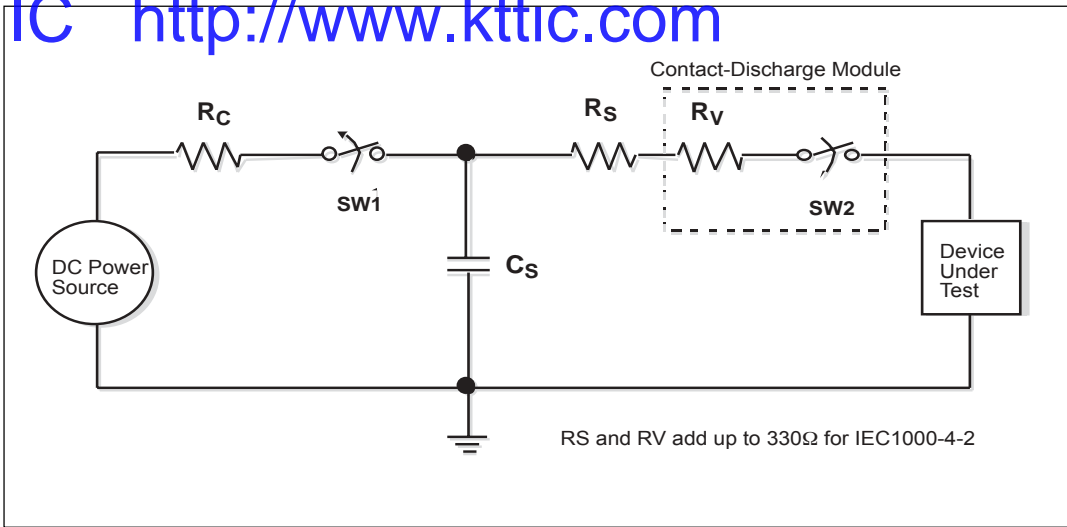 IC http://www.kttic.com
Contact-Discharge Module
RC
RS
RV
SW1
SW2
DC Power
Source
CS
Device
Under
Test
RS and RV add up to 330Ω for IEC1000-4-2